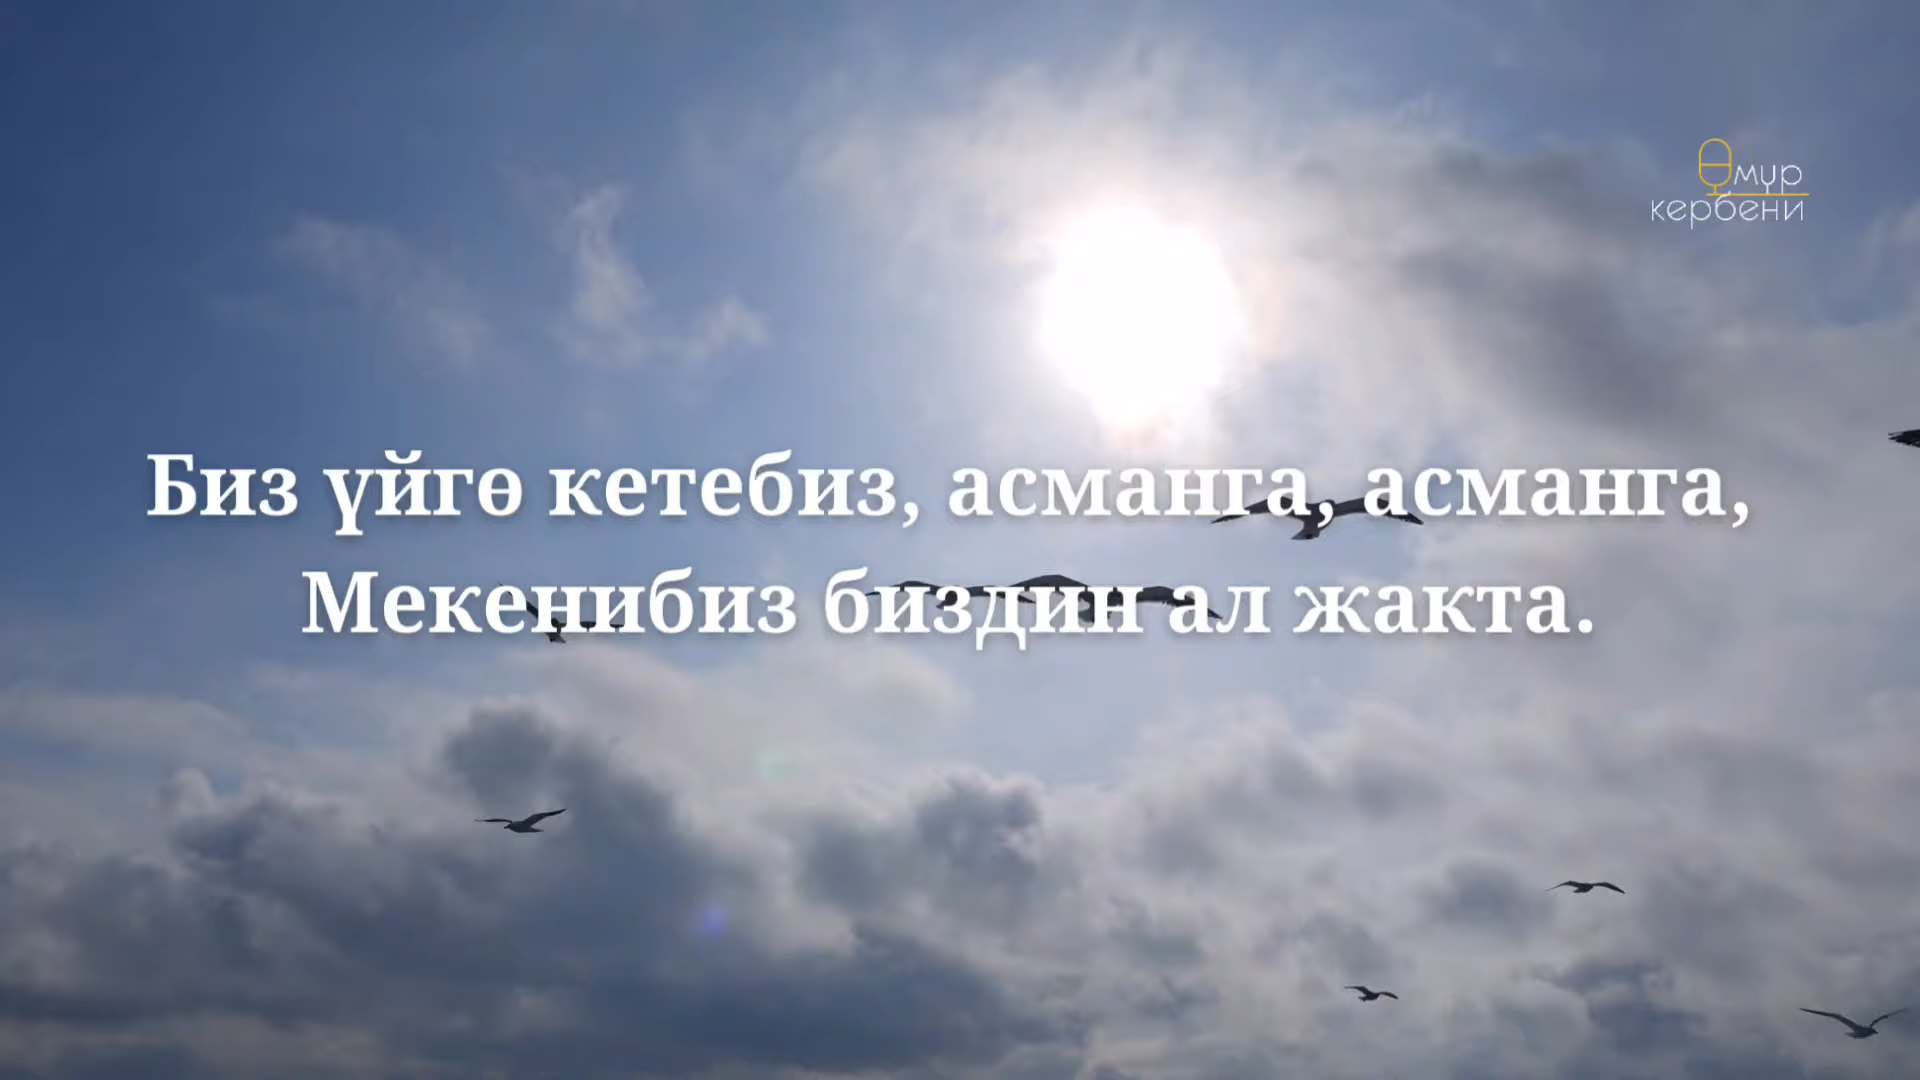 Өмүр
кербени
Биз үйгө кетебиз, асманга, асманга,
Мекенибиз биздин ал жакта.